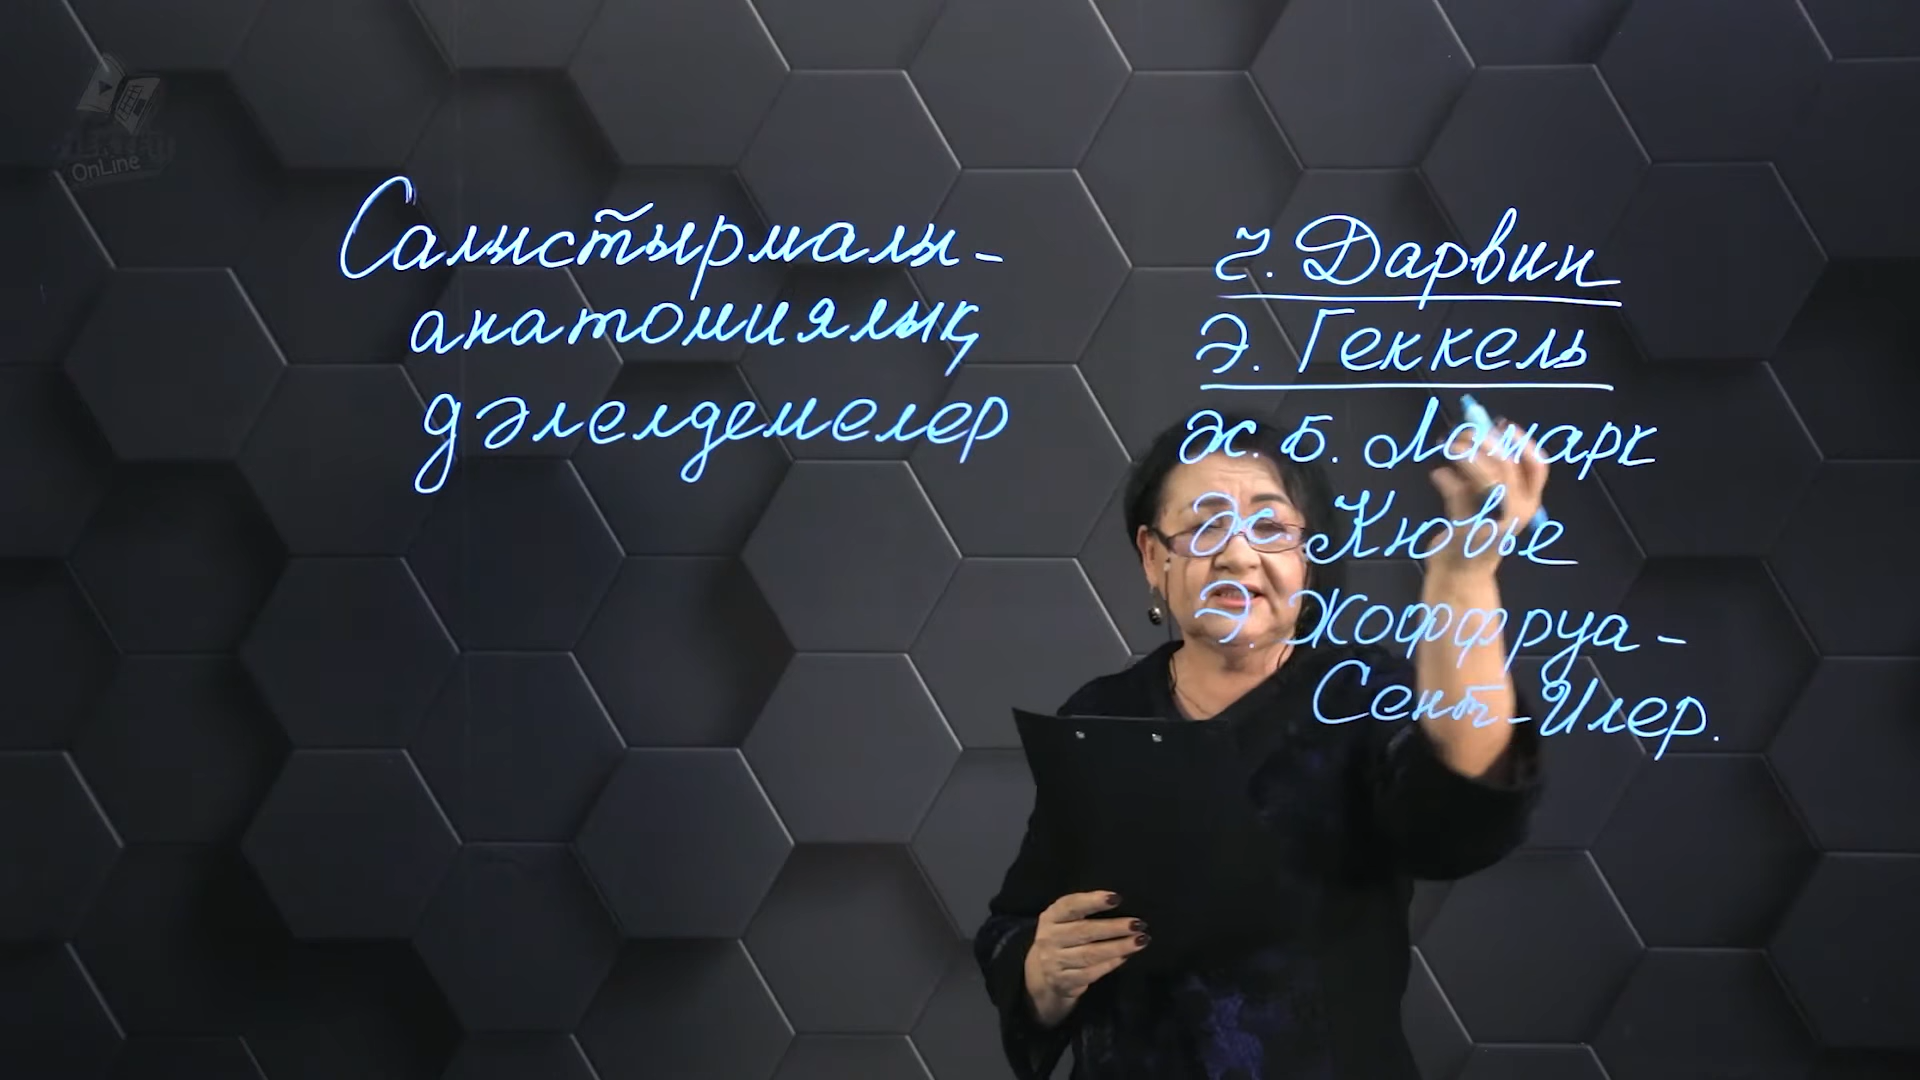 OnLine
Салыстырмалы-
анатомиялық
дәлелдемелер
Ч. Дарвин
Э. Геккель
Ж. Б. Ламарк
Ж. Кювье
Э. Жоффруа-
Сент-Илер.